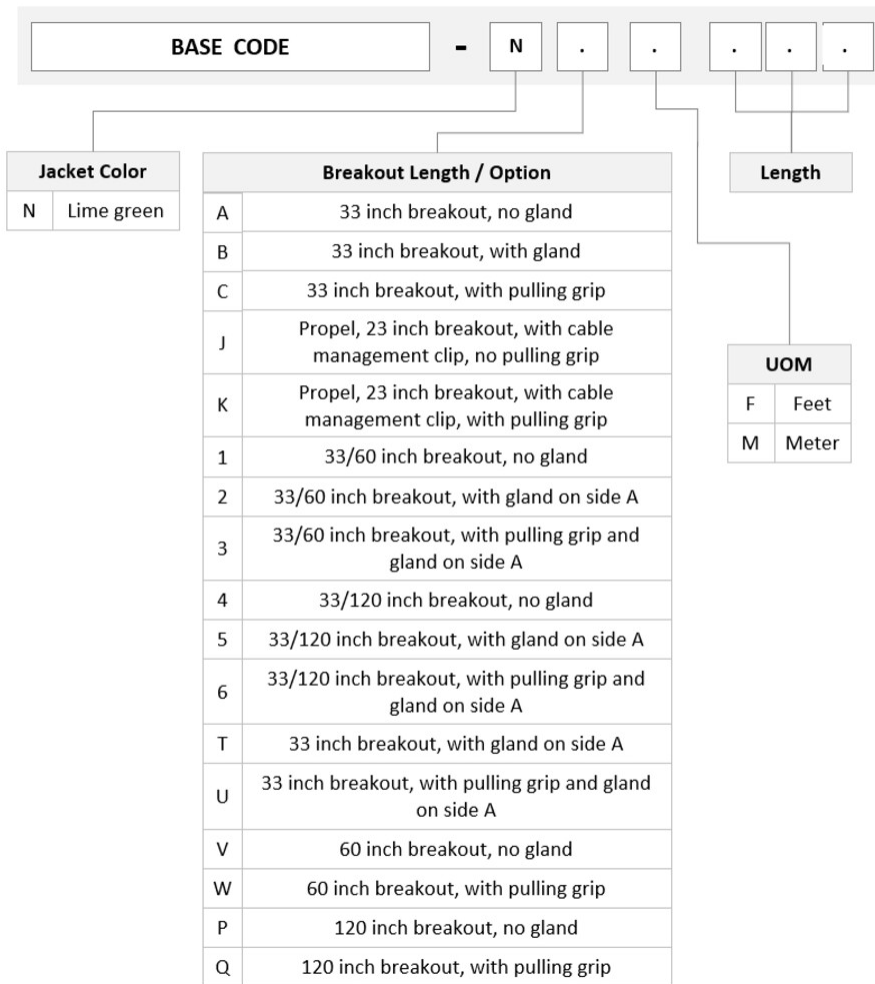 BASE CODE - N . . . . .
Jacket Color
N Lime green
Breakout Length / Option
A 33 inch breakout, no gland
B 33 inch breakout, with gland
C 33 inch breakout, with pulling grip
J Propel, 23 inch breakout, with cable
management clip, no pulling grip
K Propel, 23 inch breakout, with cable
management clip, with pulling grip
1 33/60 inch breakout, no gland
2 33/60 inch breakout, with gland on side A
3 33/60 inch breakout, with pulling grip and
gland on side A
4 33/120 inch breakout, no gland
5 33/120 inch breakout, with gland on side A
6 33/120 inch breakout, with pulling grip and
gland on side A
T 33 inch breakout, with gland on side A
U 33 inch breakout, with pulling grip and gland
on side A
V 60 inch breakout, no gland
W 60 inch breakout, with pulling grip
P 120 inch breakout, no gland
Q 120 inch breakout, with pulling grip
Length
UOM
F Feet
M Meter